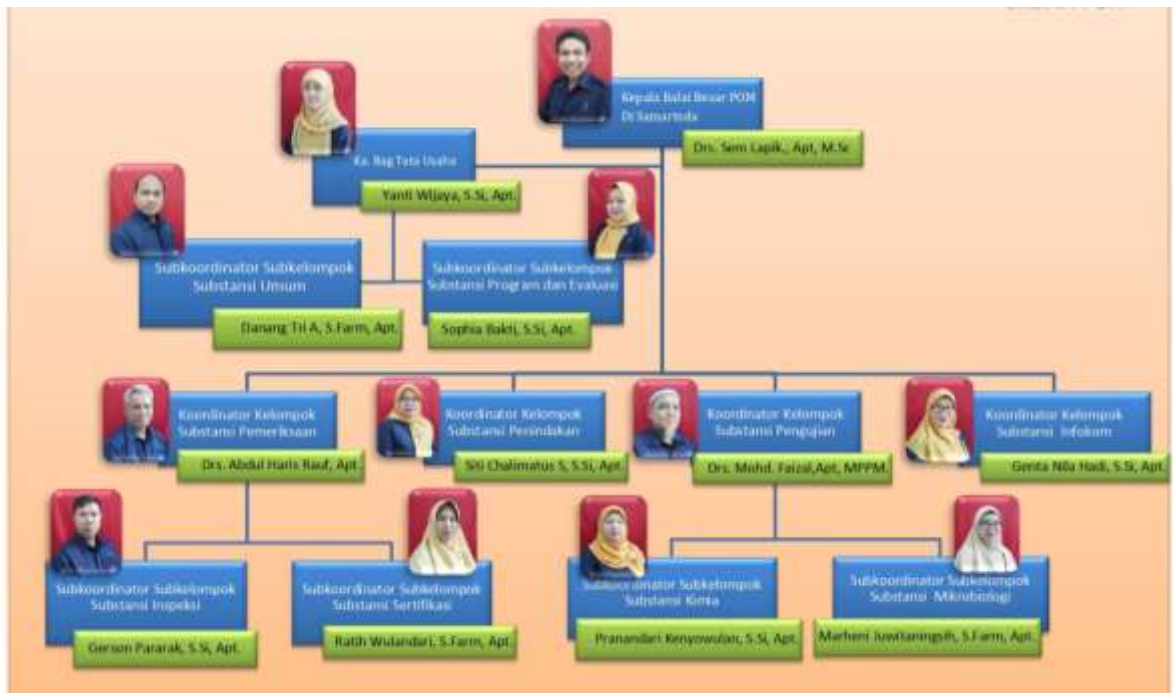 Kepala Balai Besar POM
Di Samarinda
Drs. Sem Lapik., Apt, M.Sc
Ka. Bag Tata Usaha
Yanti Wijaya, S.Si, Apt.
Subkoordinator Subkelompok
Substansi Umum
Danang Tri A, S.Farm, Apt.
Subkoordinator Subkelompok
Substansi Program dan Evaluasi
Sophia Bakti, S.Si, Apt.
Koordinator Kelompok
Substansi Pemeriksaan
Drs. Abdul Haris Rauf, Apt.
Koordinator Kelompok
Substansi Penindakan
Siti Chalimatus S, S.Si, Apt.
Koordinator Kelompok
Substansi Pengujian
Drs. Mohd. Faizal,Apt, MPPM.
Koordinator Kelompok
Substansi Infokom
Genta Nila Hadi, S.Si, Apt.
Subkoordinator Subkelompok
Substansi Inspeksi
Gerson Pararak, S.Si, Apt.
Subkoordinator Subkelompok
Substansi Sertifikasi
Ratih Wulandari, S.Farm, Apt.
Subkoordinator Subkelompok
Substansi Kimia
Pranandari Kenyowulan, S.Si, Apt.
Subkoordinator Subkelompok
Substansi Mikrobiologi
Marheni Juwitaningsih, S.Farm, Apt.